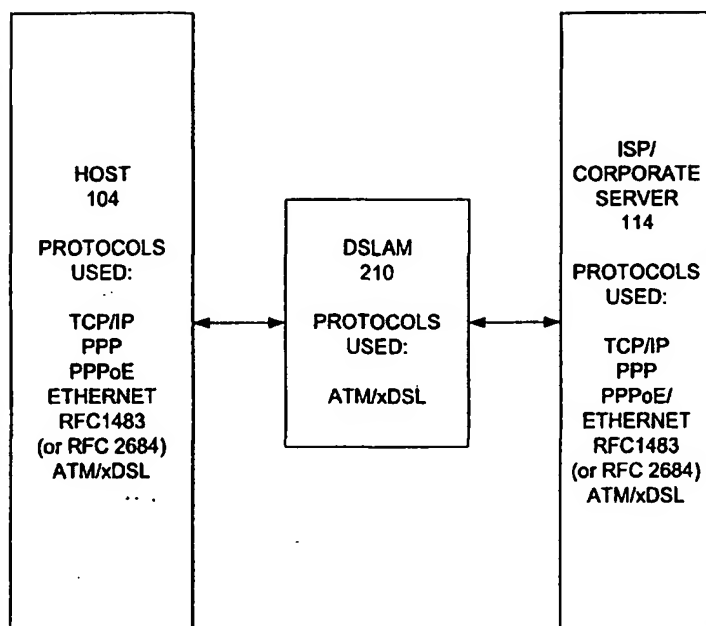 HOST
104
PROTOCOLS
USED:
TCP/IP
PPP
PPPoE
ETHERNET
RFC1483
(or RFC 2684)
ATM/xDSL
DSLAM
210
PROTOCOLS
USED:
ATM/xDSL
ISP/
CORPORATE
SERVER
114
PROTOCOLS
USED:
TCP/IP
PPP
PPPoE/
ETHERNET
RFC1483
(or RFC 2684)
ATM/xDSL